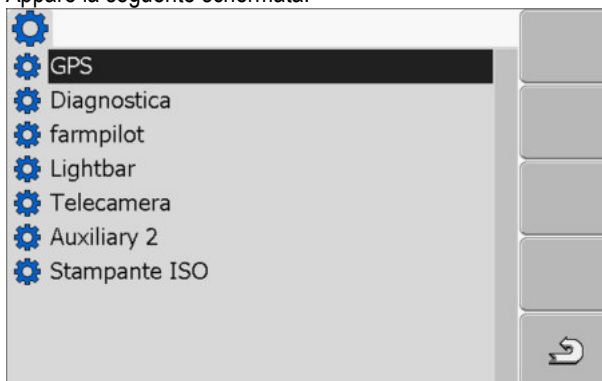 Appare la seguente schermata:
GPS
Diagnostica
farmpilot
Lightbar
Telecamera
Auxiliary 2
Stampante ISO